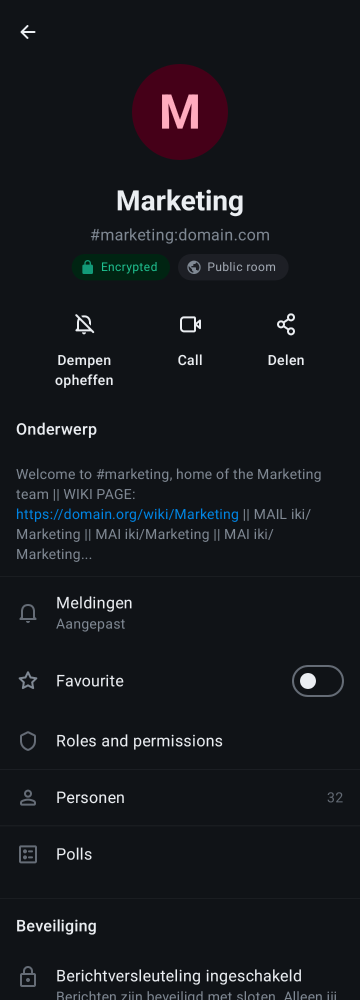 M
Marketing
#marketing:domain.com
Encrypted
Public room
Dempen
opheffen
Call
Delen
Onderwerp
Welcome to #marketing, home of the Marketing
team || WIKI PAGE:
https://domain.org/wiki/Marketing || MAIL iki/
Marketing || MAI iki/Marketing || MAI iki/
Marketing...
Meldingen
Aangepast
Favourite
Roles and permissions
Personen 32
Polls
Beveiliging
Berichtversleuteling ingeschakeld
Berichten zijn beveiligd met sloten. Alleen jij